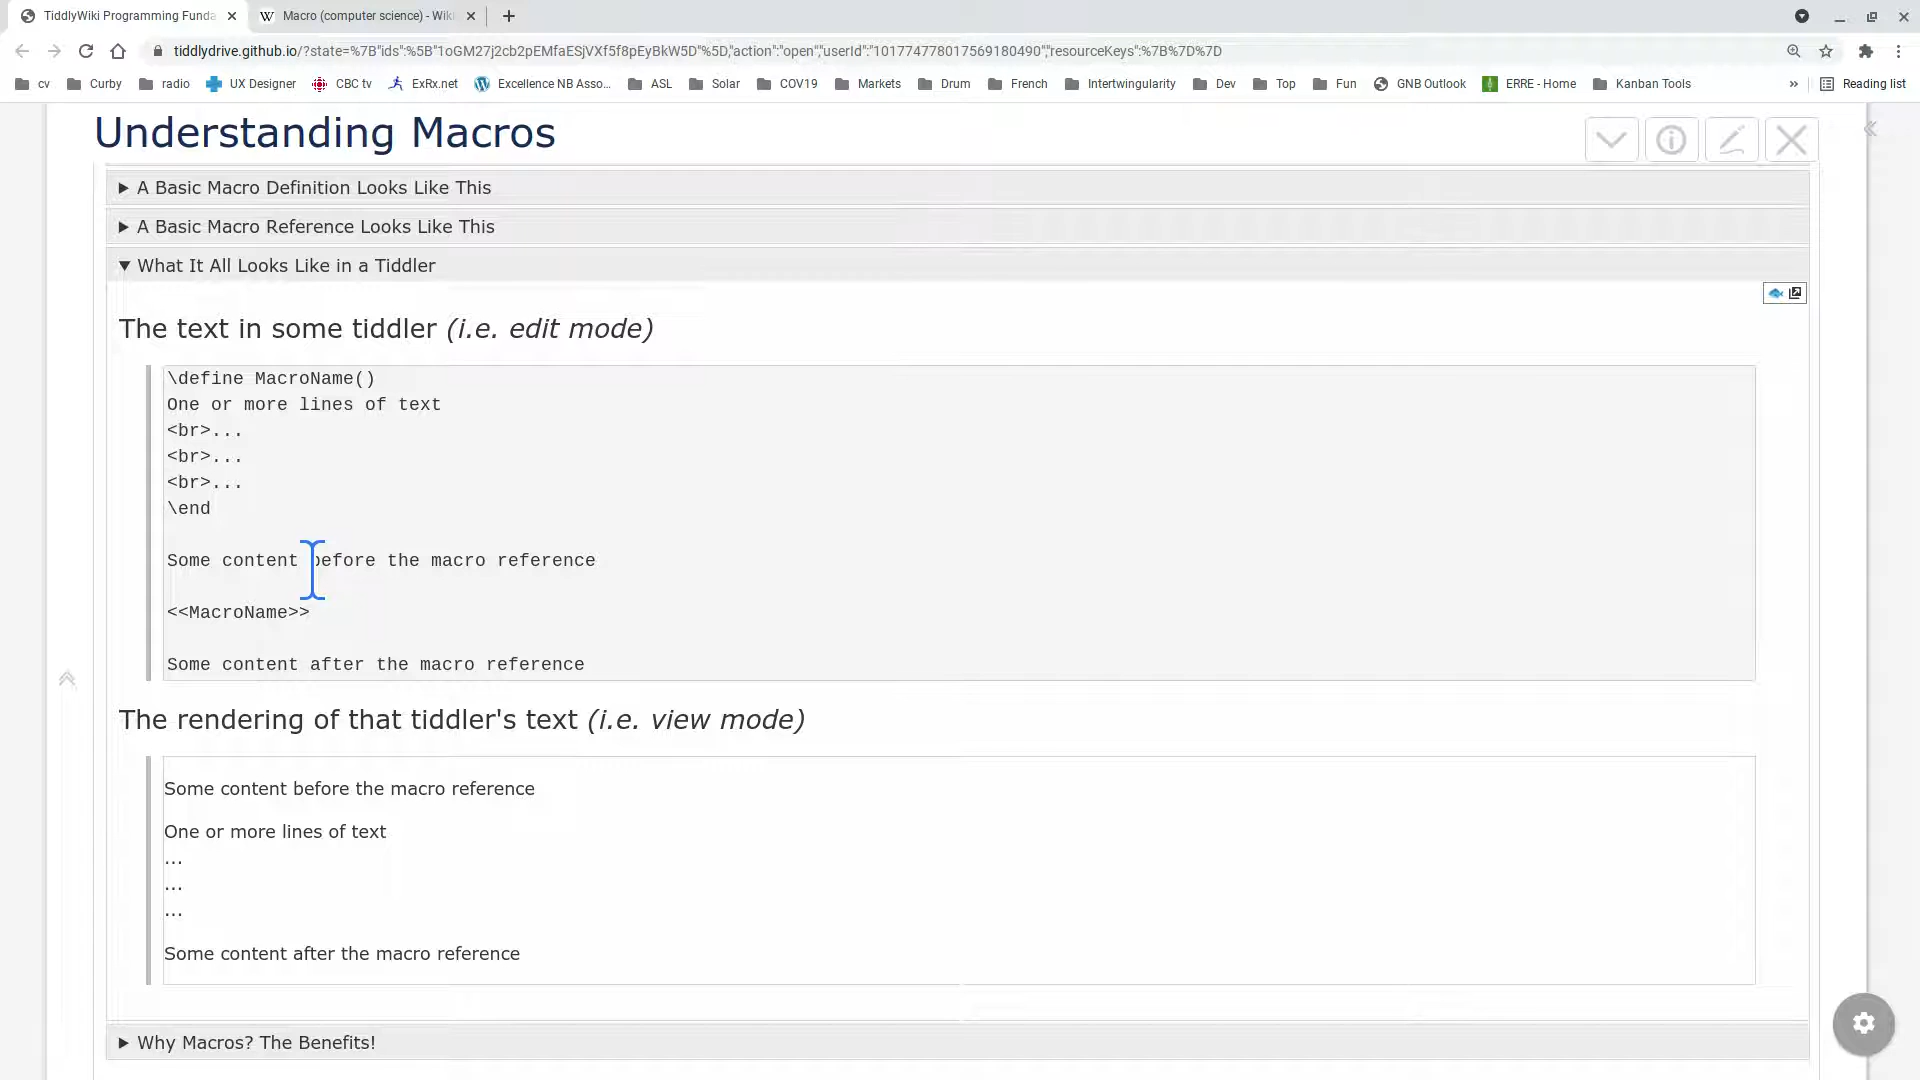 TiddlyWiki Programming Funda
Macro (computer science) - Wiki
tiddlydrive.github.io/?state=%7B"ids":%5B"1oGM27j2cb2pEMfaESjVXf5f8pEyBkW5D"%5D,"action":"open","userId":"101774778017569180490","resourceKeys":%7B%7D%7D
cv Curby radio UX Designer CBC tv ExRx.net Excellence NB Asso... ASL Solar COV19 Markets Drum French Intertwingularity Dev Top Fun GNB Outlook ERRE - Home Kanban Tools » Reading list
Understanding Macros
A Basic Macro Definition Looks Like This
A Basic Macro Reference Looks Like This
What It All Looks Like in a Tiddler
The text in some tiddler (i.e. edit mode)
\define MacroName()
One or more lines of text
<br>...
<br>...
<br>...
\end
Some content before the macro reference
<<MacroName>>
Some content after the macro reference
The rendering of that tiddler's text (i.e. view mode)
Some content before the macro reference
One or more lines of text
...
...
...
Some content after the macro reference
Why Macros? The Benefits!